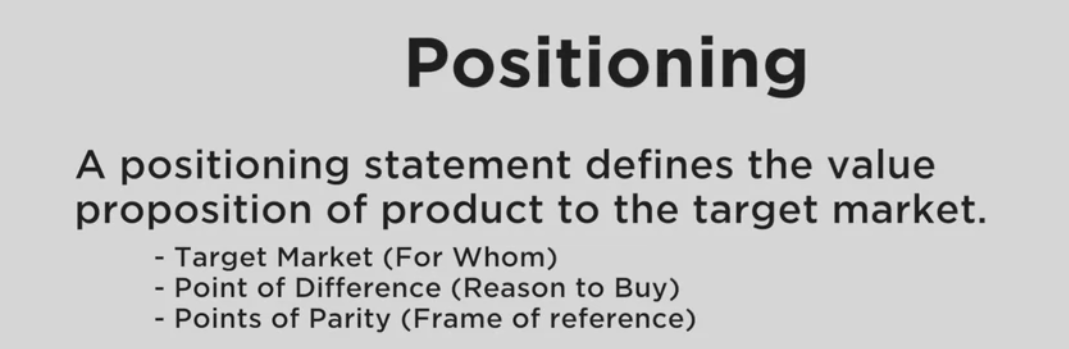 Positioning
A positioning statement defines the value
proposition of product to the target market.
- Target Market (For Whom)
- Point of Difference (Reason to Buy)
- Points of Parity (Frame of reference)